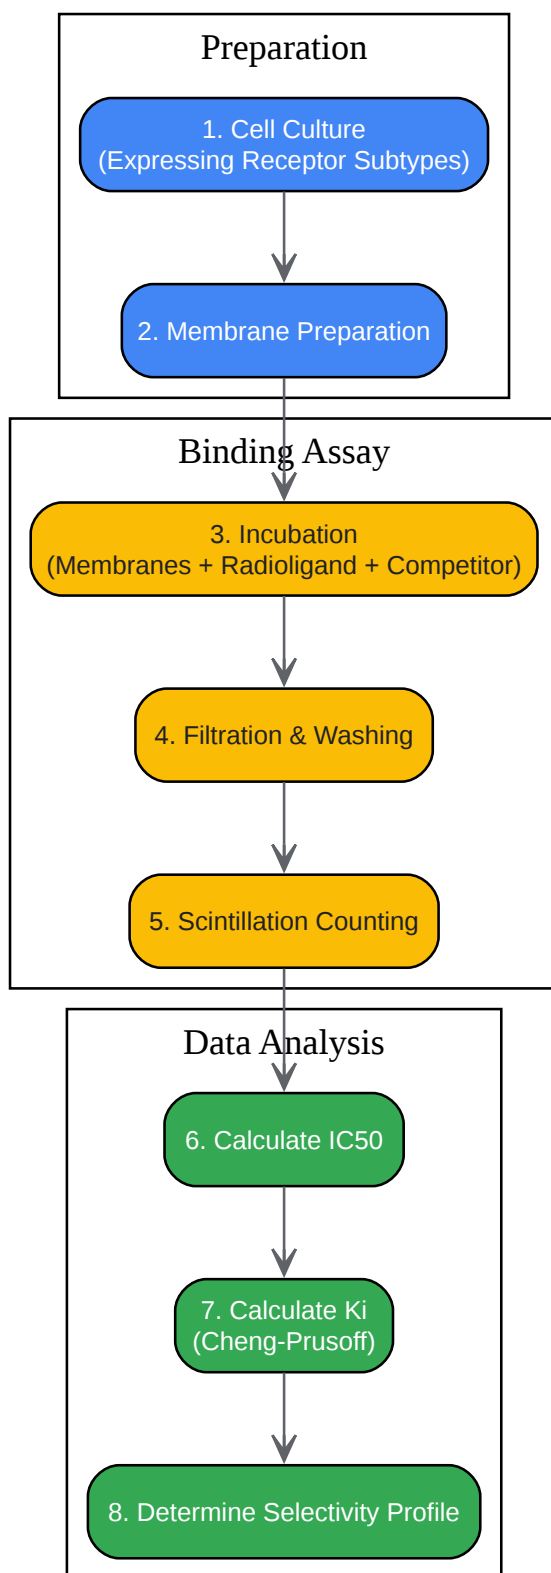 Preparation
1. Cell Culture
(Expressing Receptor Subtypes)
2. Membrane Preparation
Binding Assay
3. Incubation
(Membranes + Radioligand + Competitor)
4. Filtration & Washing
5. Scintillation Counting
Data Analysis
6. Calculate IC50
7. Calculate Ki
(Cheng-Prusoff)
8. Determine Selectivity Profile